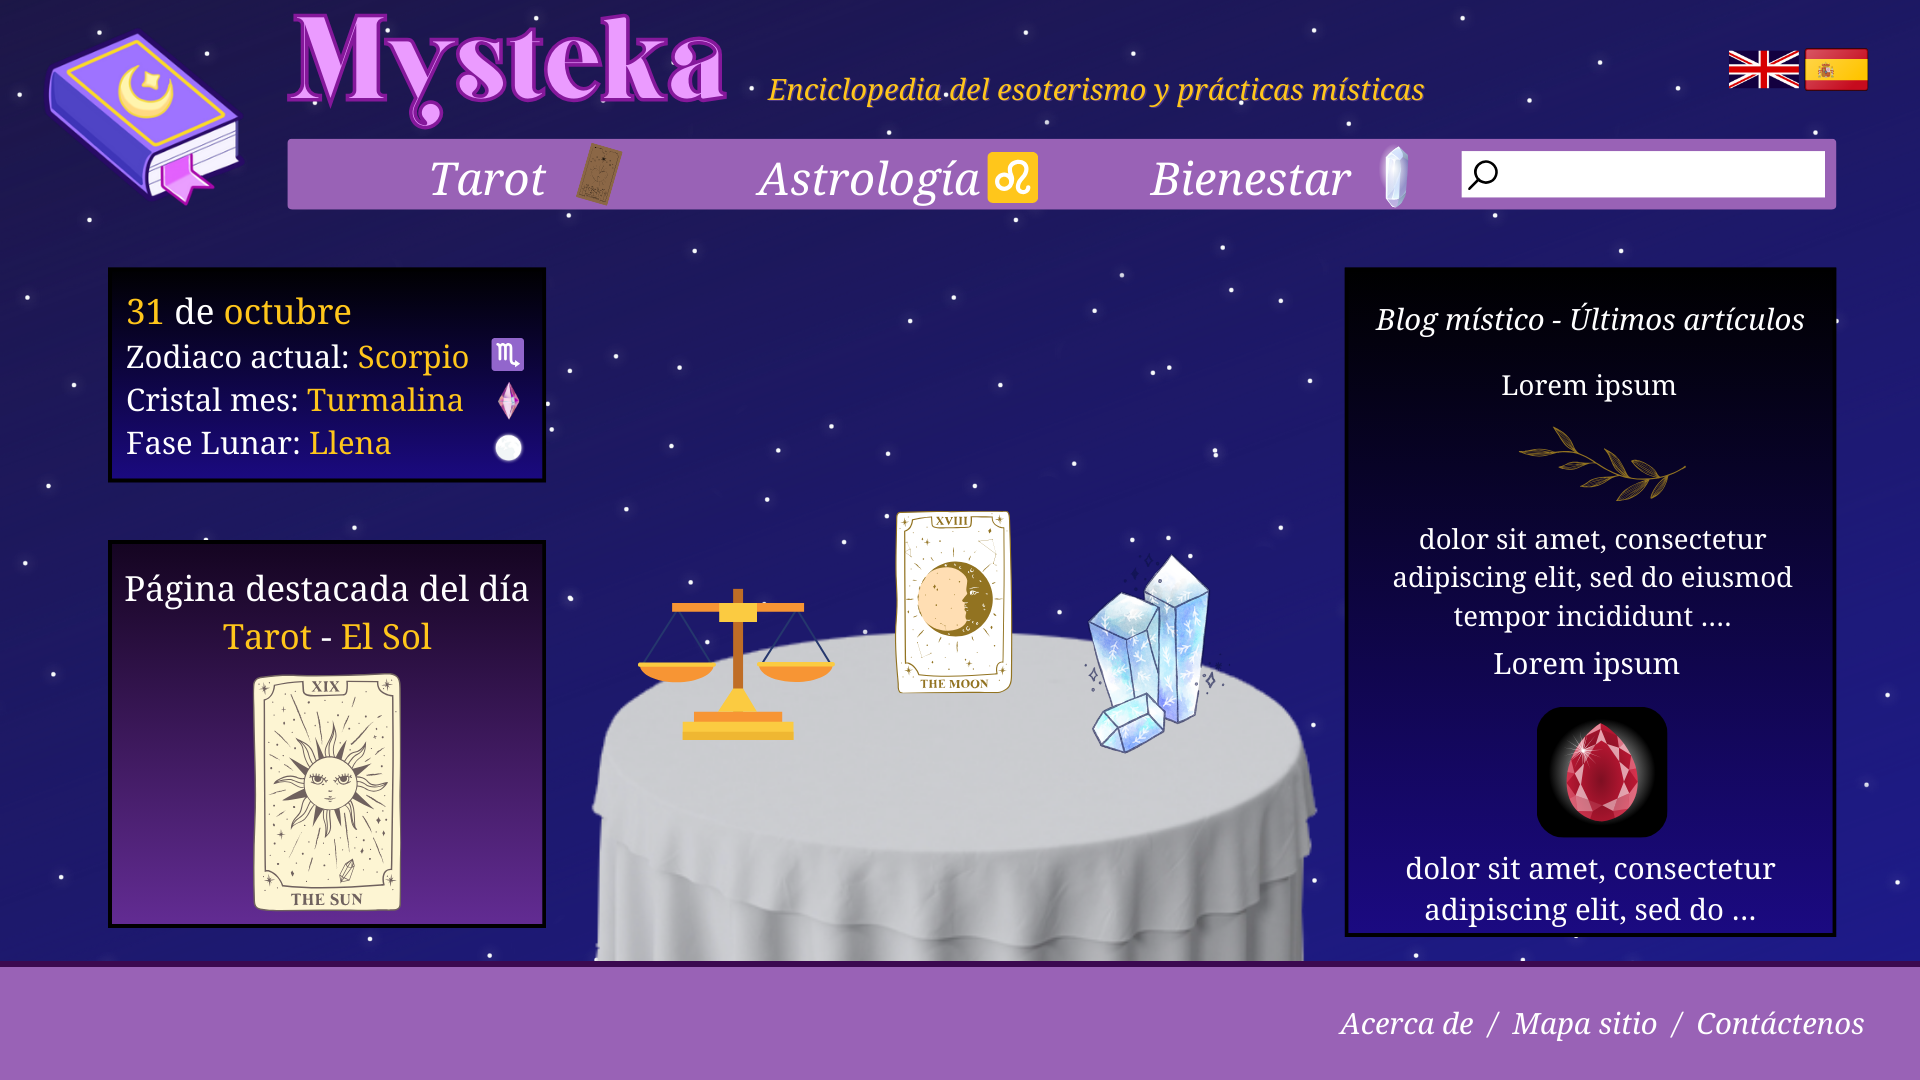 Mysteka
Enciclopedia del esoterismo y prácticas místicas
Tarot
Astrología
Bienestar
31 de octubre
Zodiaco actual: Scorpio
Cristal mes: Turmalina
Fase Lunar: Llena
Página destacada del día
Tarot - El Sol
XIX
THE SUN
XVIII
THE MOON
Blog místico - Últimos artículos
Lorem ipsum
dolor sit amet, consectetur
adipiscing elit, sed do eiusmod
tempor incididunt ....
Lorem ipsum
dolor sit amet, consectetur
adipiscing elit, sed do ...
Acerca de / Mapa sitio / Contáctenos